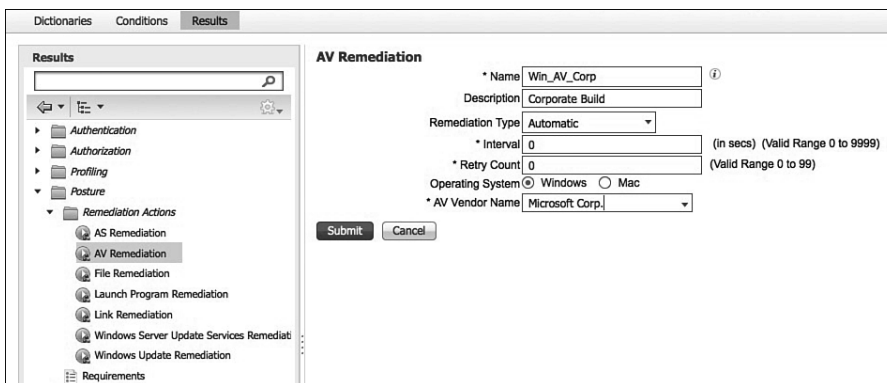 Dictionaries Conditions Results
Results
Authentication
Authorization
Profiling
Posture
Remediation Actions
AS Remediation
AV Remediation
File Remediation
Launch Program Remediation
Link Remediation
Windows Server Update Services Remediati
Windows Update Remediation
Requirements
AV Remediation
* Name Win_AV_Corp
Description Corporate Build
Remediation Type Automatic
* Interval 0 (in secs) (Valid Range 0 to 9999)
* Retry Count 0 (Valid Range 0 to 99)
Operating System Windows Mac
* AV Vendor Name Microsoft Corp.
Submit Cancel